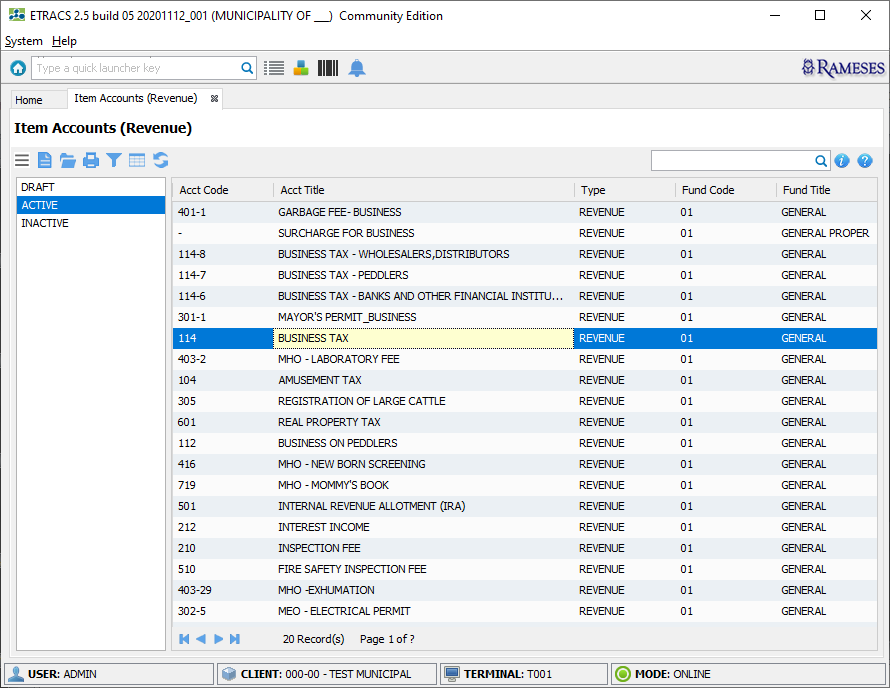 ETRACS 2.5 build 05 20201112_001 (MUNICIPALITY OF ___) Community Edition
System Help
Type a quick launcher key
RAMESES
Home Item Accounts (Revenue)
Item Accounts (Revenue)
DRAFT
ACTIVE
INACTIVE
Acct Code Acct Title Type Fund Code Fund Title
401-1 GARBAGE FEE- BUSINESS REVENUE 01 GENERAL
- SURCHARGE FOR BUSINESS REVENUE 01 GENERAL PROPER
114-8 BUSINESS TAX - WHOLESALERS,DISTRIBUTORS REVENUE 01 GENERAL
114-7 BUSINESS TAX - PEDDLERS REVENUE 01 GENERAL
114-6 BUSINESS TAX - BANKS AND OTHER FINANCIAL INSTITU... REVENUE 01 GENERAL
301-1 MAYOR'S PERMIT_BUSINESS REVENUE 01 GENERAL
114 BUSINESS TAX REVENUE 01 GENERAL
403-2 MHO - LABORATORY FEE REVENUE 01 GENERAL
104 AMUSEMENT TAX REVENUE 01 GENERAL
305 REGISTRATION OF LARGE CATTLE REVENUE 01 GENERAL
601 REAL PROPERTY TAX REVENUE 01 GENERAL
112 BUSINESS ON PEDDLERS REVENUE 01 GENERAL
416 MHO - NEW BORN SCREENING REVENUE 01 GENERAL
719 MHO - MOMMY'S BOOK REVENUE 01 GENERAL
501 INTERNAL REVENUE ALLOTMENT (IRA) REVENUE 01 GENERAL
212 INTEREST INCOME REVENUE 01 GENERAL
210 INSPECTION FEE REVENUE 01 GENERAL
510 FIRE SAFETY INSPECTION FEE REVENUE 01 GENERAL
403-29 MHO -EXHUMATION REVENUE 01 GENERAL
302-5 MEO - ELECTRICAL PERMIT REVENUE 01 GENERAL
20 Record(s) Page 1 of ?
USER: ADMIN CLIENT: 000-00 - TEST MUNICIPAL TERMINAL: T001 MODE: ONLINE